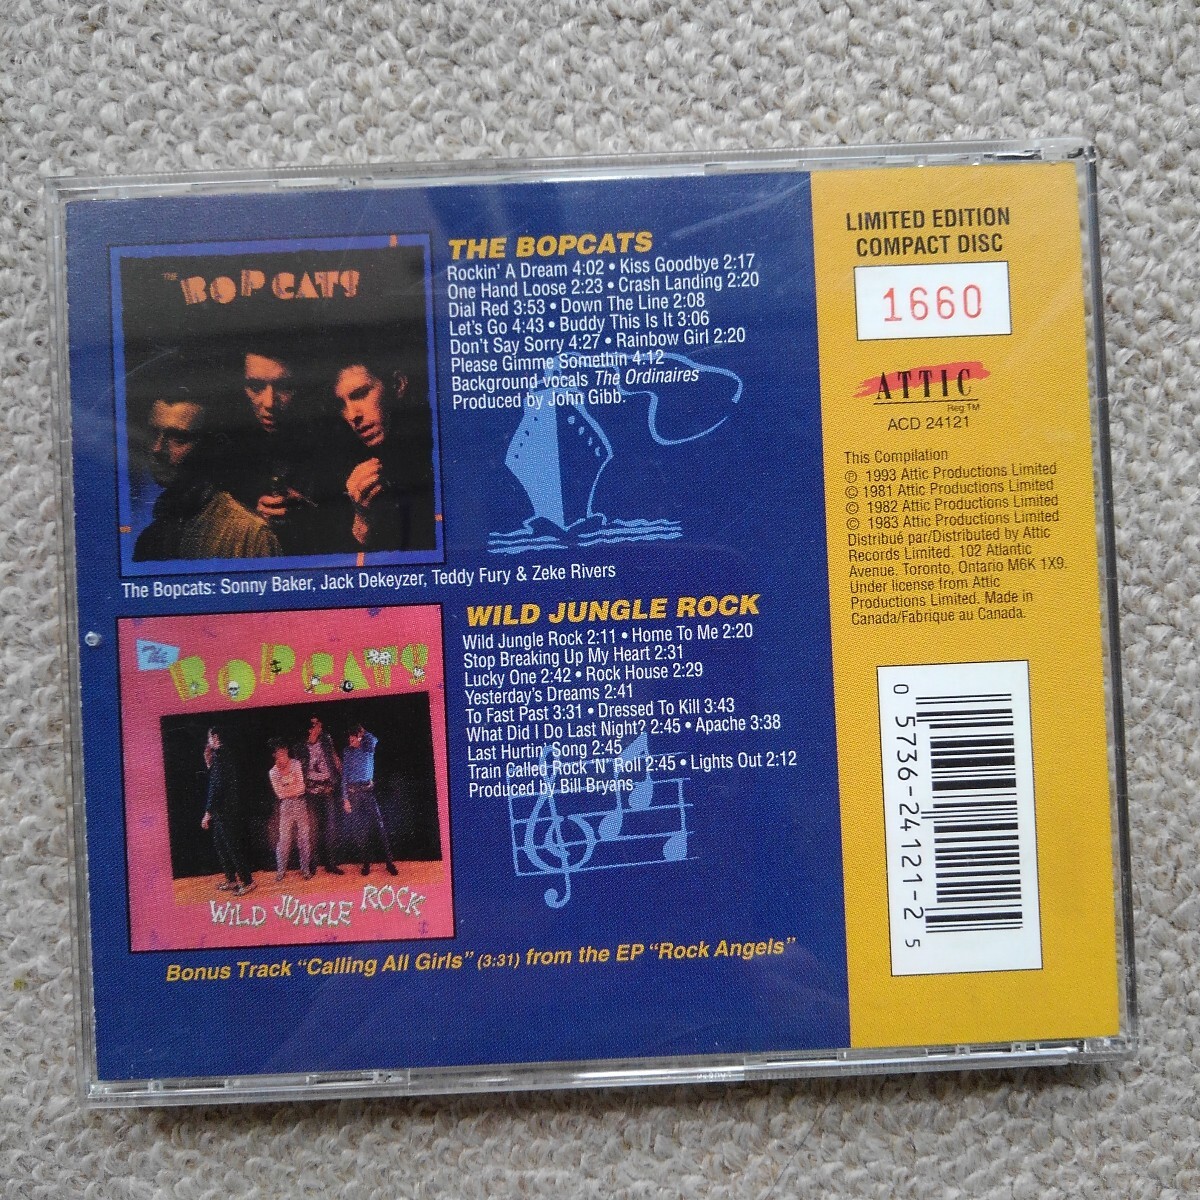 THE BOPCATS
THE BOPCATS
Rockin' A Dream 4:02 • Kiss Goodbye 2:17
One Hand Loose 2:23 • Crash Landing 2:20
Dial Red 3:53 • Down The Line 2:08
Let's Go 4:43 • Buddy This Is It 3:06
Don't Say Sorry 4:27 • Rainbow Girl 2:20
Please Gimme Somethin 4:12
Background vocals The Ordinaires
Produced by John Gibb.
The Bopcats: Sonny Baker, Jack Dekeyzer, Teddy Fury & Zeke Rivers
The BOPCATS
WILD JUNGLE ROCK
WILD JUNGLE ROCK
Wild Jungle Rock 2:11 • Home To Me 2:20
Stop Breaking Up My Heart 2:31
Lucky One 2:42 • Rock House 2:29
Yesterday's Dreams 2:41
To Fast Past 3:31 • Dressed To Kill 3:43
What Did I Do Last Night? 2:45 • Apache 3:38
Last Hurtin' Song 2:45
Train Called Rock "N" Roll 2:45 • Lights Out 2:12
Produced by Bill Bryans
Bonus Track "Calling All Girls" (3:31) from the EP "Rock Angels"
LIMITED EDITION
COMPACT DISC
1660
ATTIC
Reg™
ACD 24121
This Compilation
℗ 1993 Attic Productions Limited
© 1981 Attic Productions Limited
© 1982 Attic Productions Limited
© 1983 Attic Productions Limited
Distribué par/Distributed by Attic
Records Limited. 102 Atlantic
Avenue. Toronto, Ontario M6K 1X9.
Under license from Attic
Productions Limited. Made in
Canada/Fabrique au Canada.
0 5736-24121-2 5